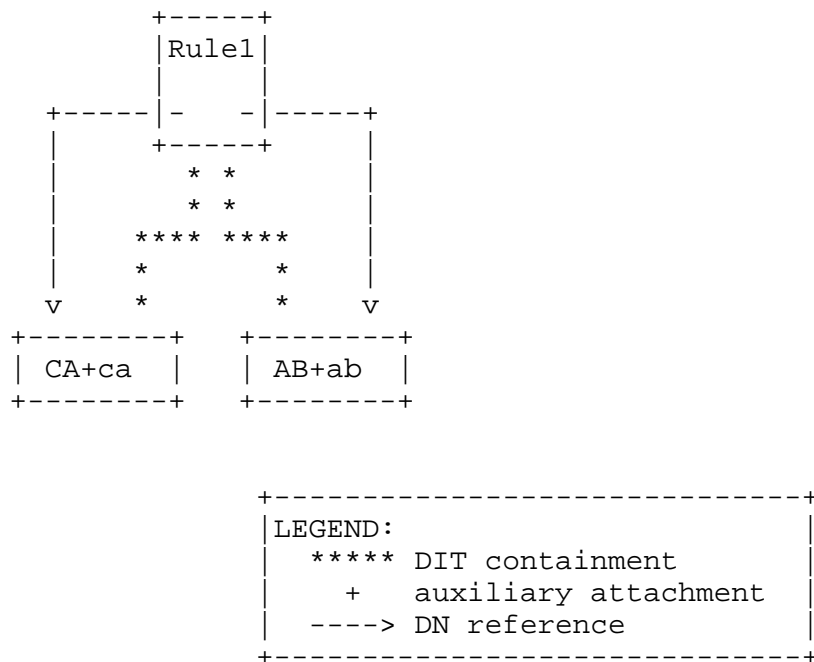 Rule1
CA+ca
AB+ab
LEGEND:
***** DIT containment
+ auxiliary attachment
----> DN reference